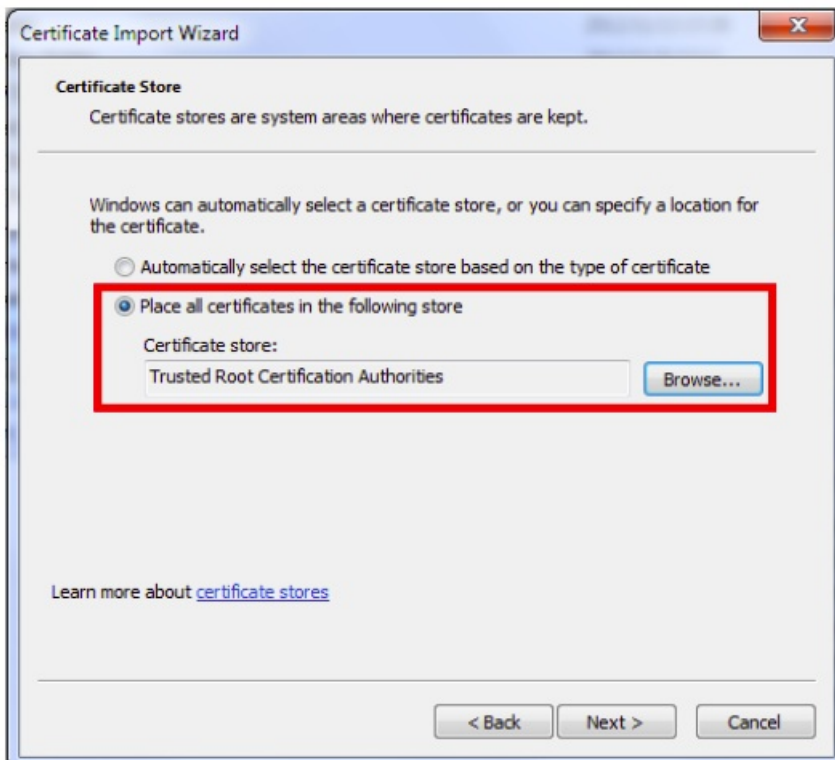 Certificate Import Wizard
Certificate Store
Certificate stores are system areas where certificates are kept.
Windows can automatically select a certificate store, or you can specify a location for
the certificate.
Automatically select the certificate store based on the type of certificate
Place all certificates in the following store
Certificate store:
Trusted Root Certification Authorities
Browse...
Learn more about certificate stores
< Back Next > Cancel